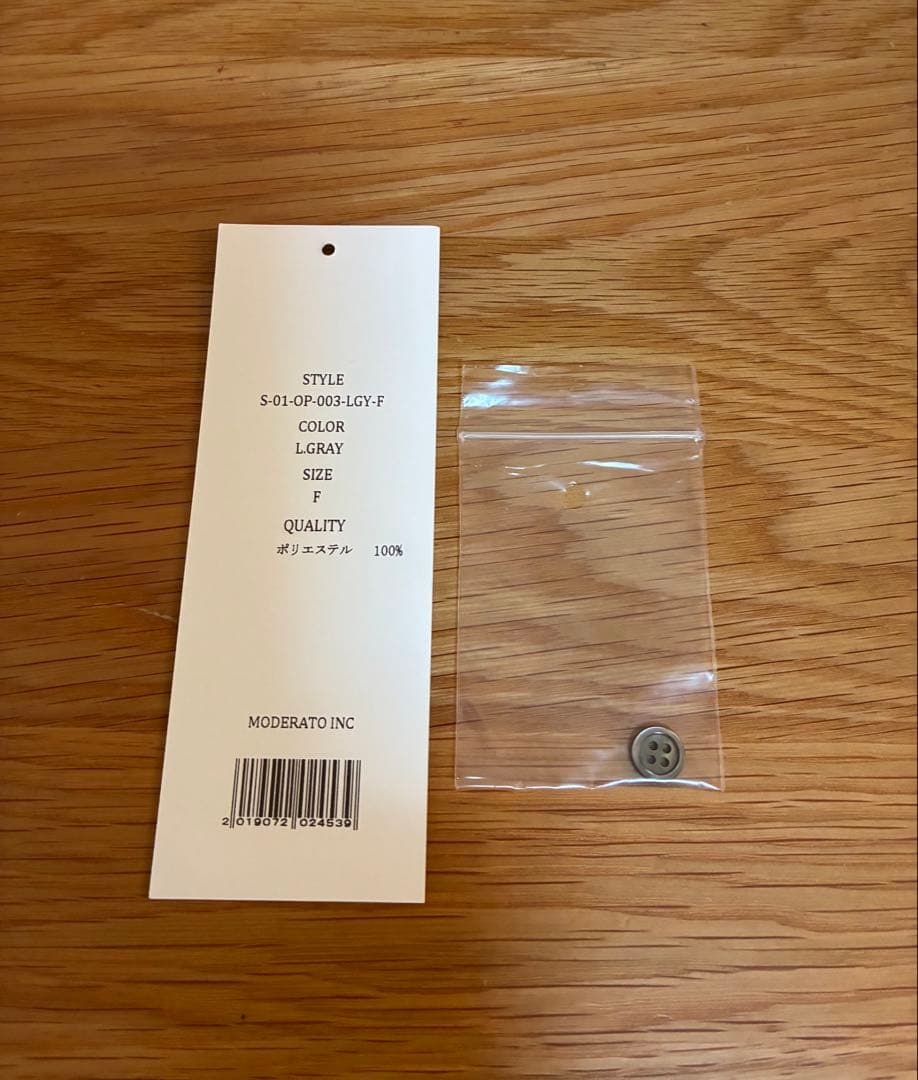 STYLE
S-01-OP-003-LGY-F
COLOR
L.GRAY
SIZE
F
QUALITY
ポリエステル 100%
MODERATO INC
2 019072 024539